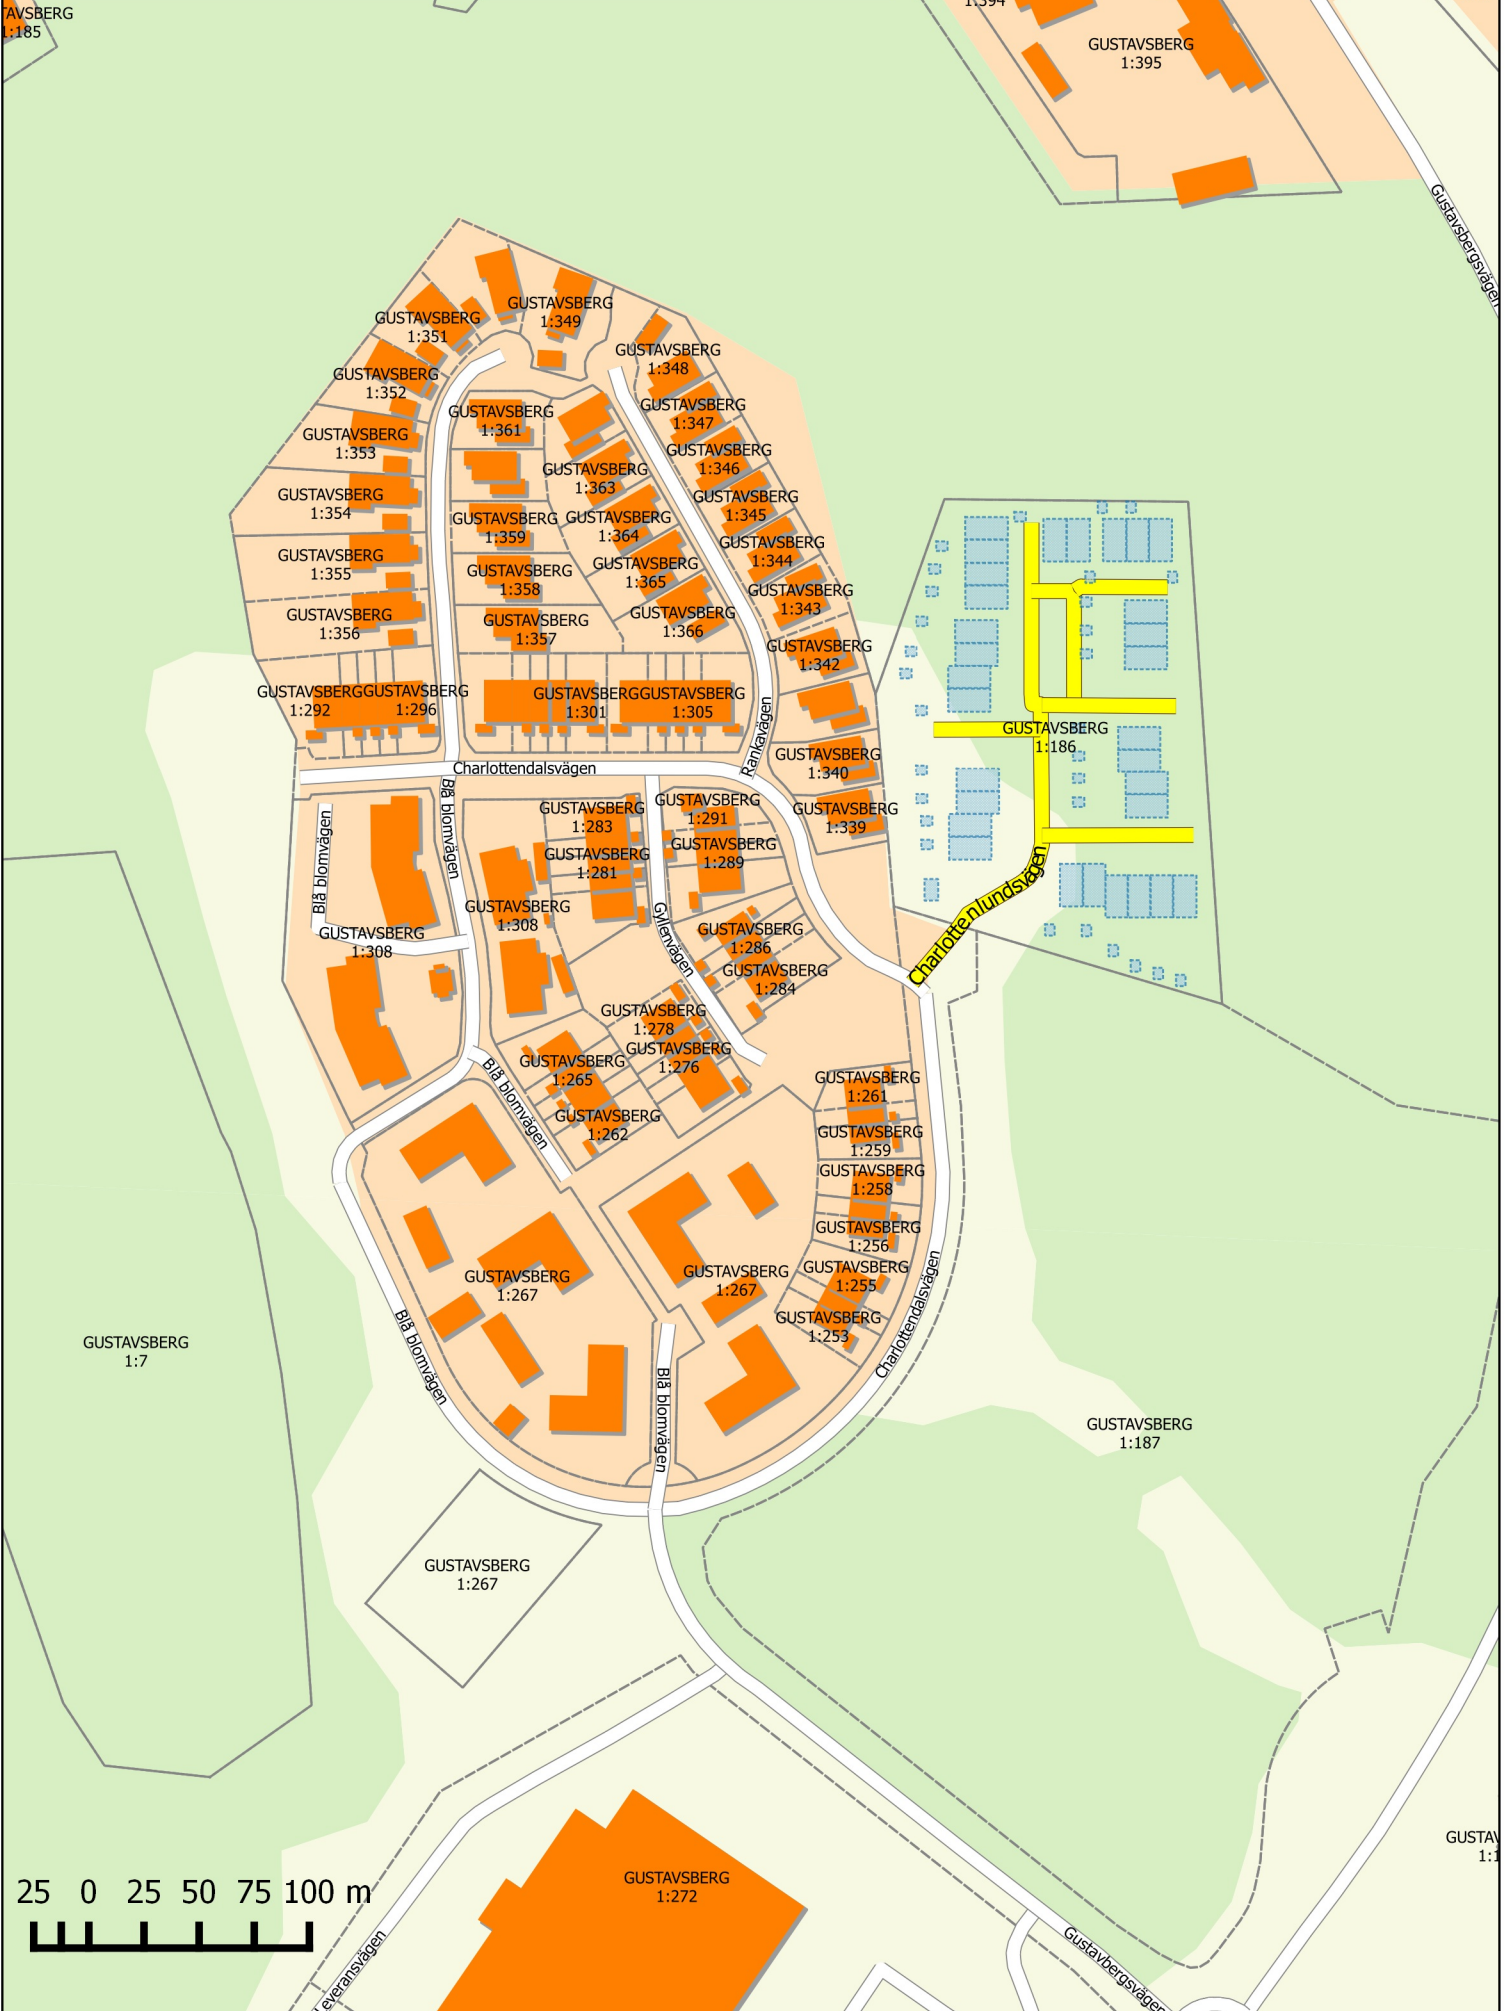 TAVSBERG
1:185
1:394
GUSTAVSBERG
1:395
Gustavsbergsvägen
GUSTAVSBERG
1:349
GUSTAVSBERG
1:351
GUSTAVSBERG
1:348
GUSTAVSBERG
1:352
GUSTAVSBERG
1:361
GUSTAVSBERG
1:347
GUSTAVSBERG
1:353
GUSTAVSBERG
1:363
GUSTAVSBERG
1:346
GUSTAVSBERG
1:354
GUSTAVSBERG
1:359
GUSTAVSBERG
1:364
GUSTAVSBERG
1:345
GUSTAVSBERG
1:355
GUSTAVSBERG
1:358
GUSTAVSBERG
1:365
GUSTAVSBERG
1:344
GUSTAVSBERG
1:356
GUSTAVSBERG
1:357
GUSTAVSBERG
1:366
GUSTAVSBERG
1:343
GUSTAVSBERG
1:342
GUSTAVSBERG
1:292
GUSTAVSBERG
1:296
GUSTAVSBERG
1:301
GUSTAVSBERG
1:305
Rankavägen
GUSTAVSBERG
1:186
GUSTAVSBERG
1:340
Charlottendalsvägen
Blå blomvägen
Blå blomvägen
GUSTAVSBERG
1:283
GUSTAVSBERG
1:291
GUSTAVSBERG
1:339
GUSTAVSBERG
1:281
GUSTAVSBERG
1:289
Charlottenlundsvägen
GUSTAVSBERG
1:308
GUSTAVSBERG
1:308
Gyllenvägen
GUSTAVSBERG
1:286
GUSTAVSBERG
1:284
GUSTAVSBERG
1:278
GUSTAVSBERG
1:276
GUSTAVSBERG
1:265
Blå blomvägen
GUSTAVSBERG
1:262
GUSTAVSBERG
1:261
GUSTAVSBERG
1:259
GUSTAVSBERG
1:258
GUSTAVSBERG
1:256
GUSTAVSBERG
1:255
GUSTAVSBERG
1:253
Charlottendalsvägen
GUSTAVSBERG
1:267
GUSTAVSBERG
1:267
Blå blomvägen
Blå blomvägen
GUSTAVSBERG
1:7
GUSTAVSBERG
1:187
GUSTAVSBERG
1:267
GUSTAV
1:1
GUSTAVSBERG
1:272
25 0 25 50 75 100 m
Leveransvägen
Gustavbergsvägen